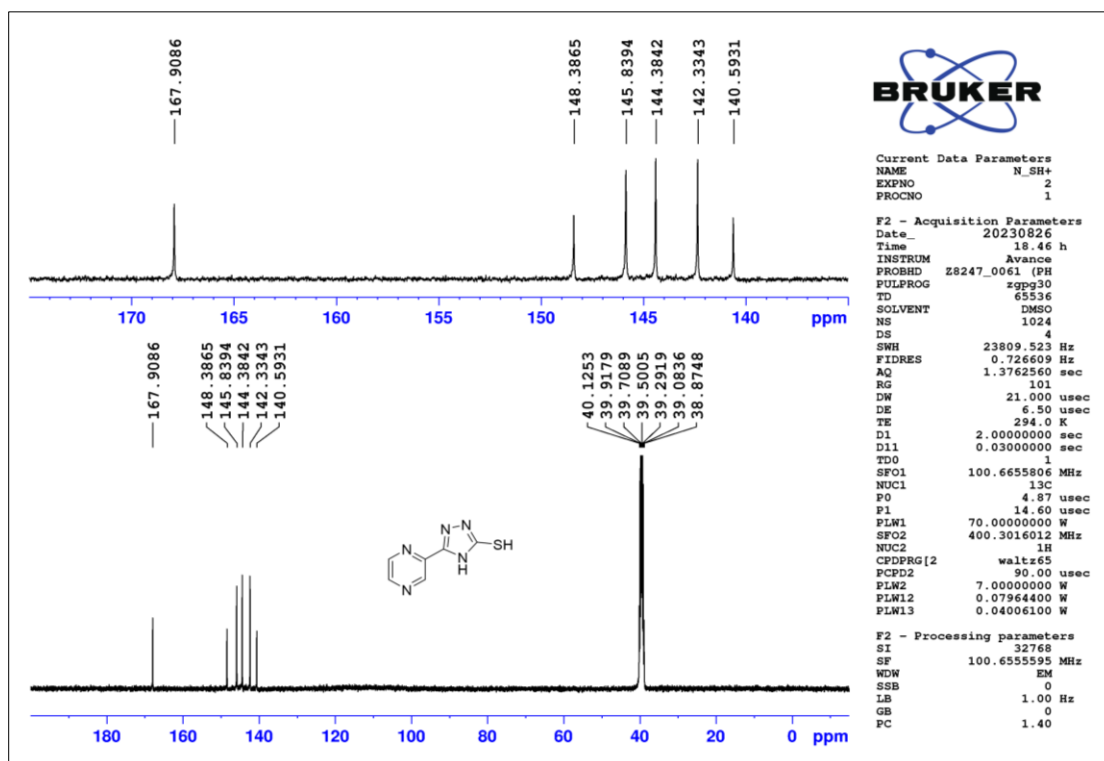 167.9086
148.3865
145.8394
144.3842
142.3343
140.5931
170 165 160 155 150 145 140 ppm
167.9086
148.3865
145.8394
144.3842
142.3343
140.5931
40.1253
39.9179
39.7089
39.5005
39.2919
39.0836
38.8748
N N
N SH
N
H
N
180 160 140 120 100 80 60 40 20 0 ppm
BRUKER
Current Data Parameters
NAME N_SH+
EXPNO 2
PROCNO 1
F2 - Acquisition Parameters
Date_ 20230826
Time 18.46 h
INSTRUM Avance
PROBHD Z8247_0061 (PH
PULPROG zgpg30
TD 65536
SOLVENT DMSO
NS 1024
DS 4
SWH 23809.523 Hz
FIDRES 0.726609 Hz
AQ 1.3762560 sec
RG 101
DW 21.000 usec
DE 6.50 usec
TE 294.0 K
D1 2.00000000 sec
D11 0.03000000 sec
TD0 1
SFO1 100.6655806 MHz
NUC1 13C
P0 4.87 usec
P1 14.60 usec
PLW1 70.00000000 W
SFO2 400.3016012 MHz
NUC2 1H
CPDPRG[2 waltz65
PCPD2 90.00 usec
PLW2 7.00000000 W
PLW12 0.07964400 W
PLW13 0.04006100 W
F2 - Processing parameters
SI 32768
SF 100.6555595 MHz
WDW EM
SSB 0
LB 1.00 Hz
GB 0
PC 1.40